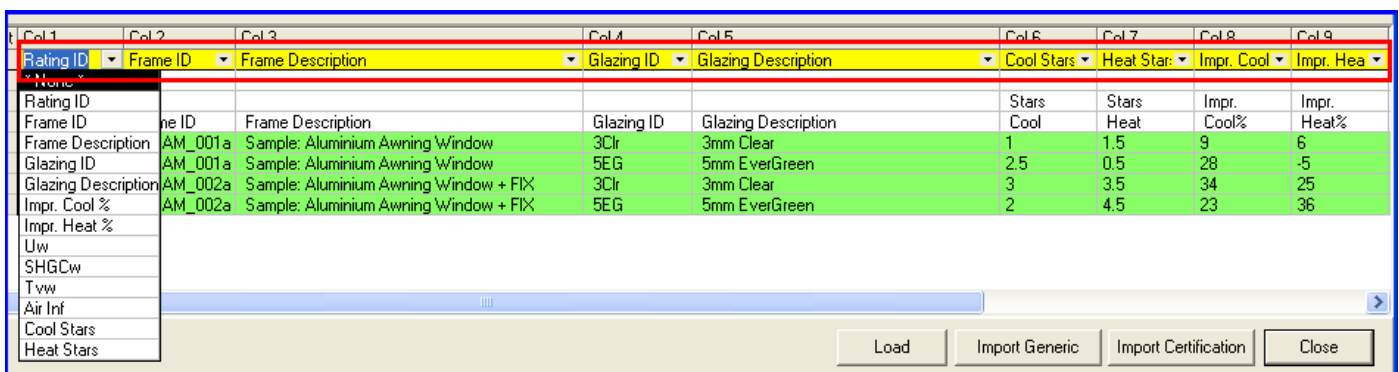 t Col 1 Col 2 Col 3 Col 4 Col 5 Col 6 Col 7 Col 8 Col 9
Rating ID Frame ID Frame Description Glazing ID Glazing Description Cool Stars Heat Stars Impr. Cool Impr. Hea
* None *
Rating ID Stars Stars Impr. Impr.
Frame ID me ID Frame Description Glazing ID Glazing Description Cool Heat Cool% Heat%
Frame Description AM_001a Sample: Aluminium Awning Window 3Clr 3mm Clear 1 1.5 9 6
Glazing ID AM_001a Sample: Aluminium Awning Window 5EG 5mm EverGreen 2.5 0.5 28 -5
Glazing Description AM_002a Sample: Aluminium Awning Window + FIX 3Clr 3mm Clear 3 3.5 34 25
Impr. Cool % AM_002a Sample: Aluminium Awning Window + FIX 5EG 5mm EverGreen 2 4.5 23 36
Impr. Heat %
Uw
SHGCw
Tvw
Air Inf
Cool Stars
Heat Stars
Load Import Generic Import Certification Close